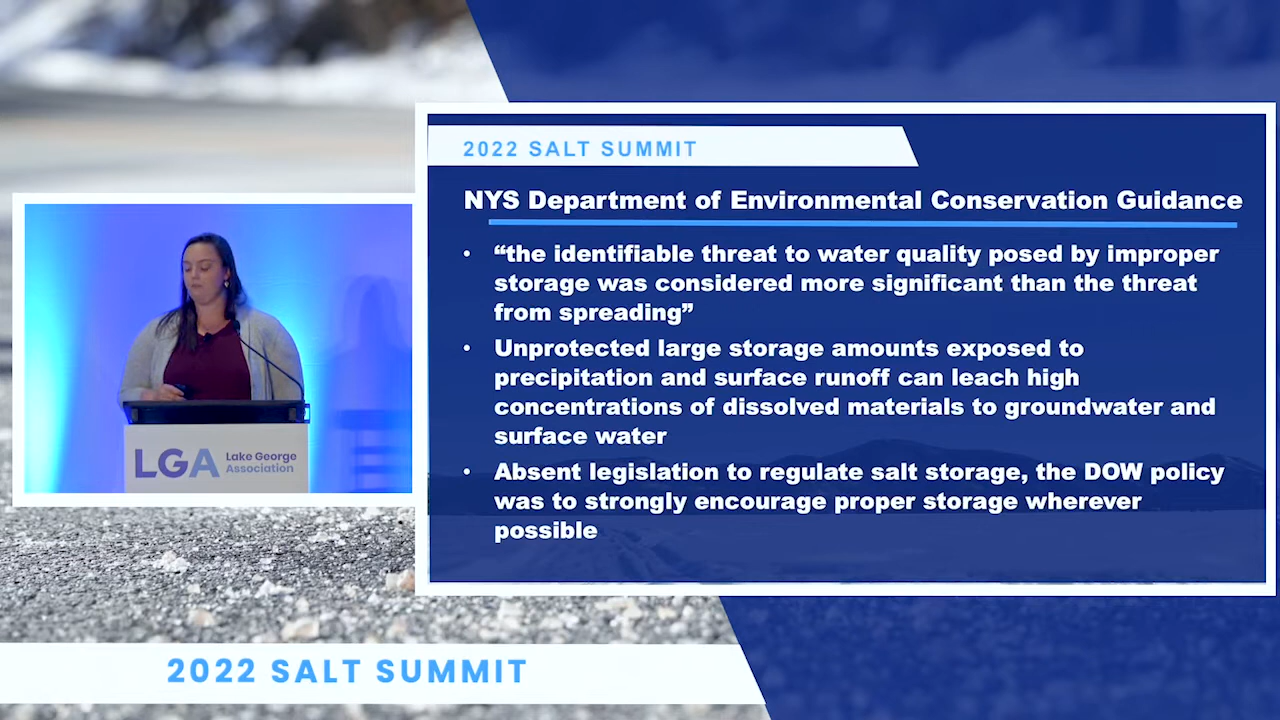 2022 SALT SUMMIT
NYS Department of Environmental Conservation Guidance
• “the identifiable threat to water quality posed by improper
storage was considered more significant than the threat
from spreading”
• Unprotected large storage amounts exposed to
precipitation and surface runoff can leach high
concentrations of dissolved materials to groundwater and
surface water
• Absent legislation to regulate salt storage, the DOW policy
was to strongly encourage proper storage wherever
possible
LGA Lake George
Association
2022 SALT SUMMIT